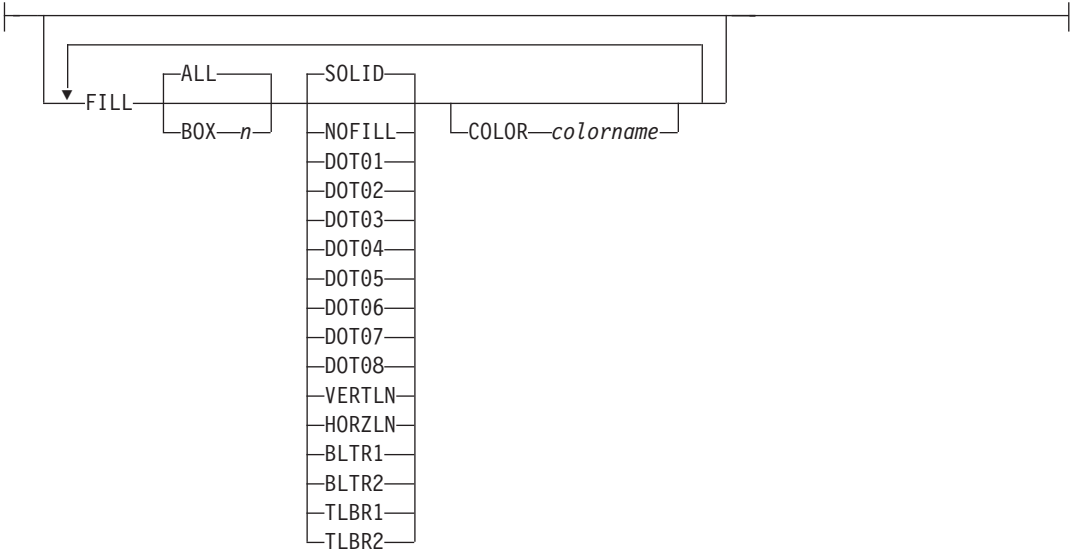 ALL SOLID
FILL
BOX n NOFILL COLOR colorname
DOT01
DOT02
DOT03
DOT04
DOT05
DOT06
DOT07
DOT08
VERTLN
HORZLN
BLTR1
BLTR2
TLBR1
TLBR2